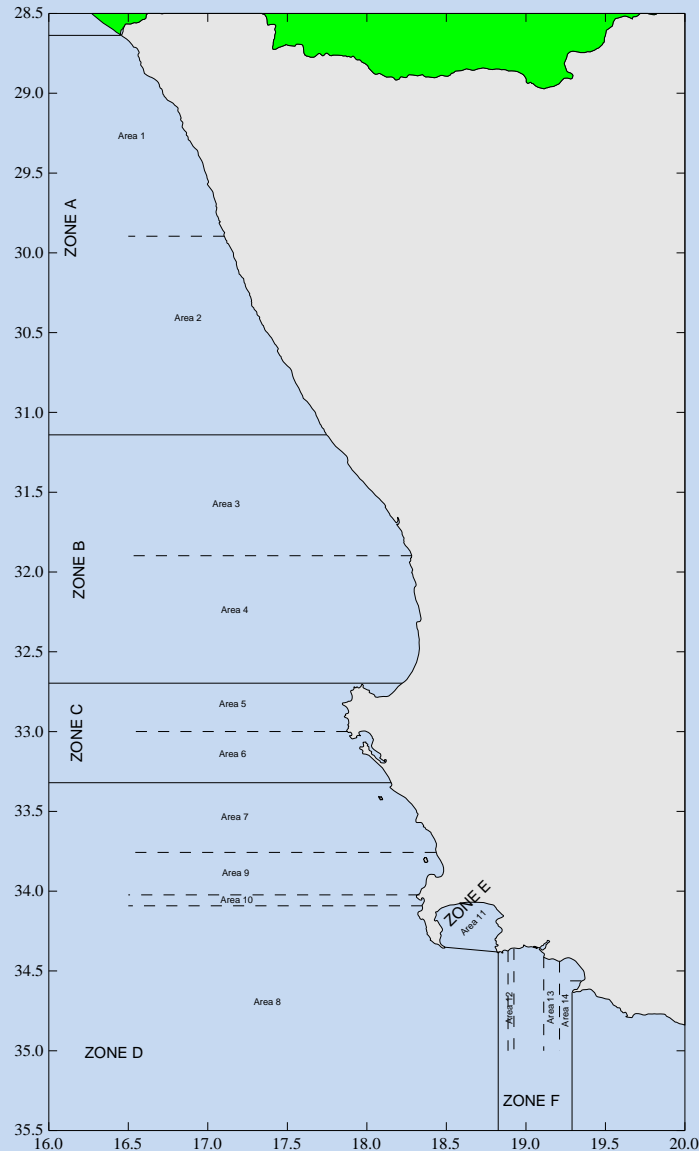 28.5
29.0
Area 1
29.5
ZONE A
30.0
Area 2
30.5
31.0
31.5
Area 3
ZONE B
32.0
Area 4
32.5
Area 5
ZONE C
33.0
Area 6
33.5
Area 7
Area 9
34.0
Area 10
ZONE E
Area 11
34.5
Area 8
Area 12
Area 13
Area 14
35.0
ZONE D
ZONE F
35.5
16.0 16.5 17.0 17.5 18.0 18.5 19.0 19.5 20.0